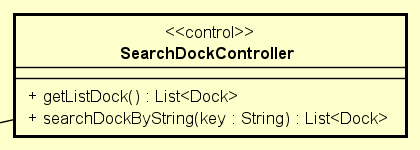 <<control>>
SearchDockController
+ getListDock() : List<Dock>
+ searchDockByString(key : String) : List<Dock>